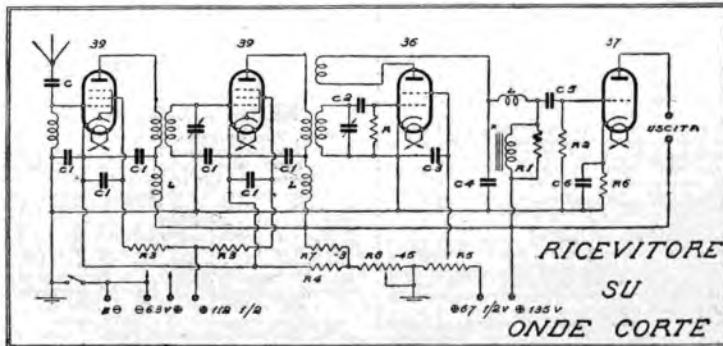 39
39
36
37
C
C2
L
C5
R
R2
USCITA
C1
C1
C1
C1
C3
R1
C1
L
C1
L
C4
C6
R6
R3
R3
R7
-3
R8
-45
R5
R4
RICEVITORE
SU
ONDE CORTE
B⊖
⊖6.3V⊕
⊕112 1/2
⊕67 1/2V
⊕135V